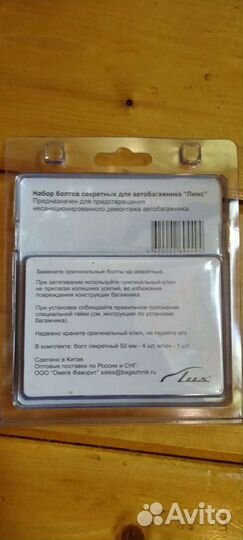 Набор болтов секретных для автобагажника "Люкс"
Предназначен для предотвращения
несанкционированного демонтажа автобагажника.
Замените оригинальные болты на секретные.
При затягивании используйте оригинальный ключ
не прилагая излишних усилий, во избежании
повреждения конструкции багажника.
При установке соблюдайте правильное положение
специальной гайки (см. инструкцию по установке
багажника).
Надежно храните оригинальный ключ, не теряйте его.
В комплекте: болт секретный 50 мм - 4 шт. ключ - 1 шт.
Сделано в Китае.
Оптовые поставки по России и СНГ:
ООО "Омега Фаворит" sales@bagazhnik.ru
Lux
Avito